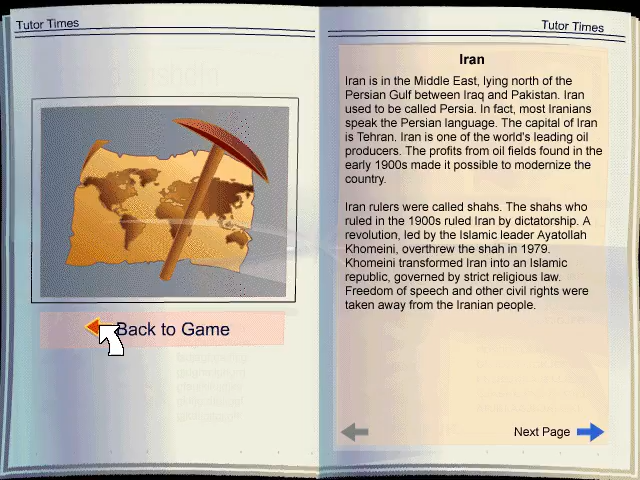 Tutor Times
Tutor Times
Back to Game
Iran
Iran is in the Middle East, lying north of the
Persian Gulf between Iraq and Pakistan. Iran
used to be called Persia. In fact, most Iranians
speak the Persian language. The capital of Iran
is Tehran. Iran is one of the world's leading oil
producers. The profits from oil fields found in the
early 1900s made it possible to modernize the
country.
Iran rulers were called shahs. The shahs who
ruled in the 1900s ruled Iran by dictatorship. A
revolution, led by the Islamic leader Ayatollah
Khomeini, overthrew the shah in 1979.
Khomeini transformed Iran into an Islamic
republic, governed by strict religious law.
Freedom of speech and other civil rights were
taken away from the Iranian people.
Next Page